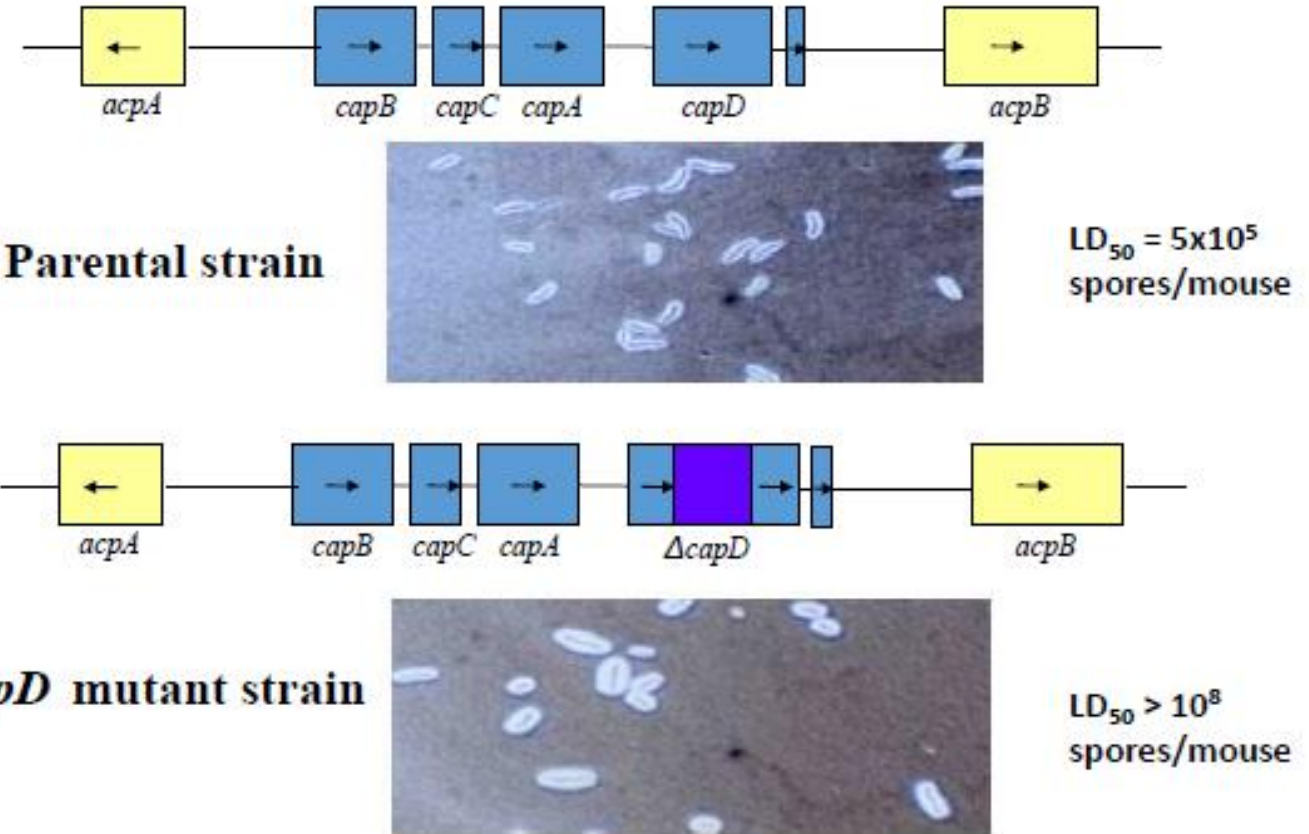 acpA capB capC capA capD acpB
Parental strain
LD₅₀ = 5x10⁵
spores/mouse
acpA capB capC capA ΔcapD acpB
pD mutant strain
LD₅₀ > 10⁸
spores/mouse